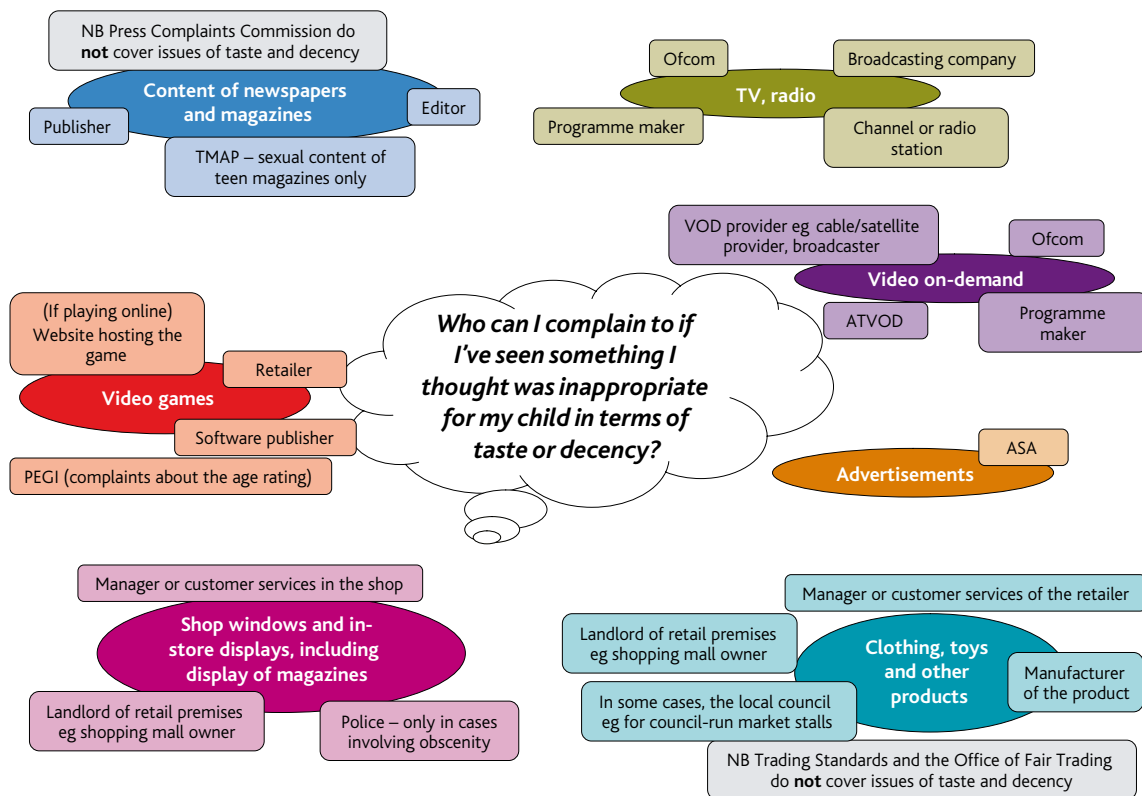 NB Press Complaints Commission do
not cover issues of taste and decency
Content of newspapers
and magazines
Editor
Publisher
TMAP – sexual content of
teen magazines only
Ofcom
Broadcasting company
TV, radio
Programme maker
Channel or radio
station
VOD provider eg cable/satellite
provider, broadcaster
Ofcom
Video on-demand
ATVOD
Programme
maker
(If playing online)
Website hosting the
game
Retailer
Video games
Software publisher
PEGI (complaints about the age rating)
Who can I complain to if
I've seen something I
thought was inappropriate
for my child in terms of
taste or decency?
ASA
Advertisements
Manager or customer services in the shop
Shop windows and in-
store displays, including
display of magazines
Landlord of retail premises
eg shopping mall owner
Police – only in cases
involving obscenity
Manager or customer services of the retailer
Landlord of retail premises
eg shopping mall owner
Clothing, toys
and other
products
Manufacturer
of the product
In some cases, the local council
eg for council-run market stalls
NB Trading Standards and the Office of Fair Trading
do not cover issues of taste and decency